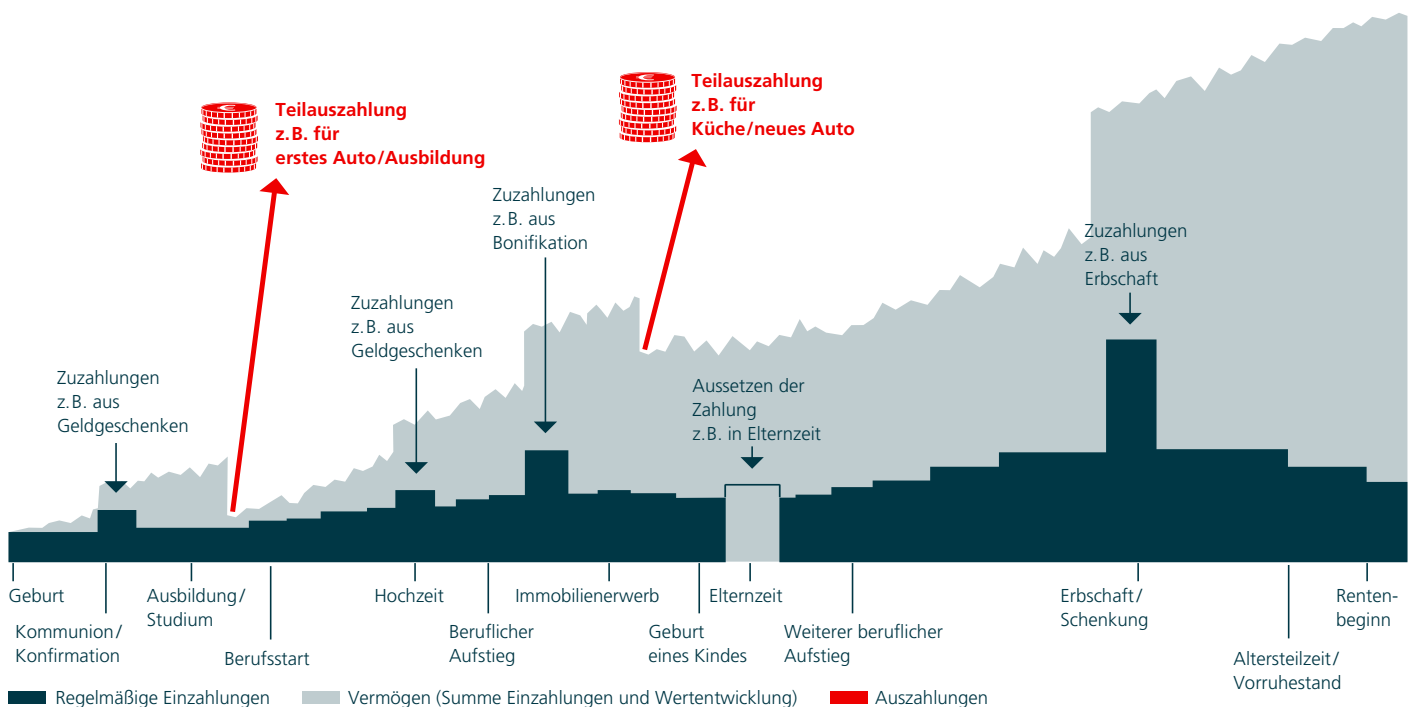 Teilauszahlung
z.B. für
erstes Auto/Ausbildung
Teilauszahlung
z.B. für
Küche/neues Auto
Zuzahlungen
z.B. aus
Geldgeschenken
Zuzahlungen
z.B. aus
Geldgeschenken
Zuzahlungen
z.B. aus
Bonifikation
Aussetzen der
Zahlung
z.B. in Elternzeit
Zuzahlungen
z.B. aus
Erbschaft
Geburt
Kommunion/
Konfirmation
Ausbildung/
Studium
Berufsstart
Hochzeit
Beruflicher
Aufstieg
Immobilienerwerb
Geburt
eines Kindes
Elternzeit
Weiterer beruflicher
Aufstieg
Erbschaft/
Schenkung
Altersteilzeit/
Vorruhestand
Renten-
beginn
Regelmäßige Einzahlungen
Vermögen (Summe Einzahlungen und Wertentwicklung)
Auszahlungen